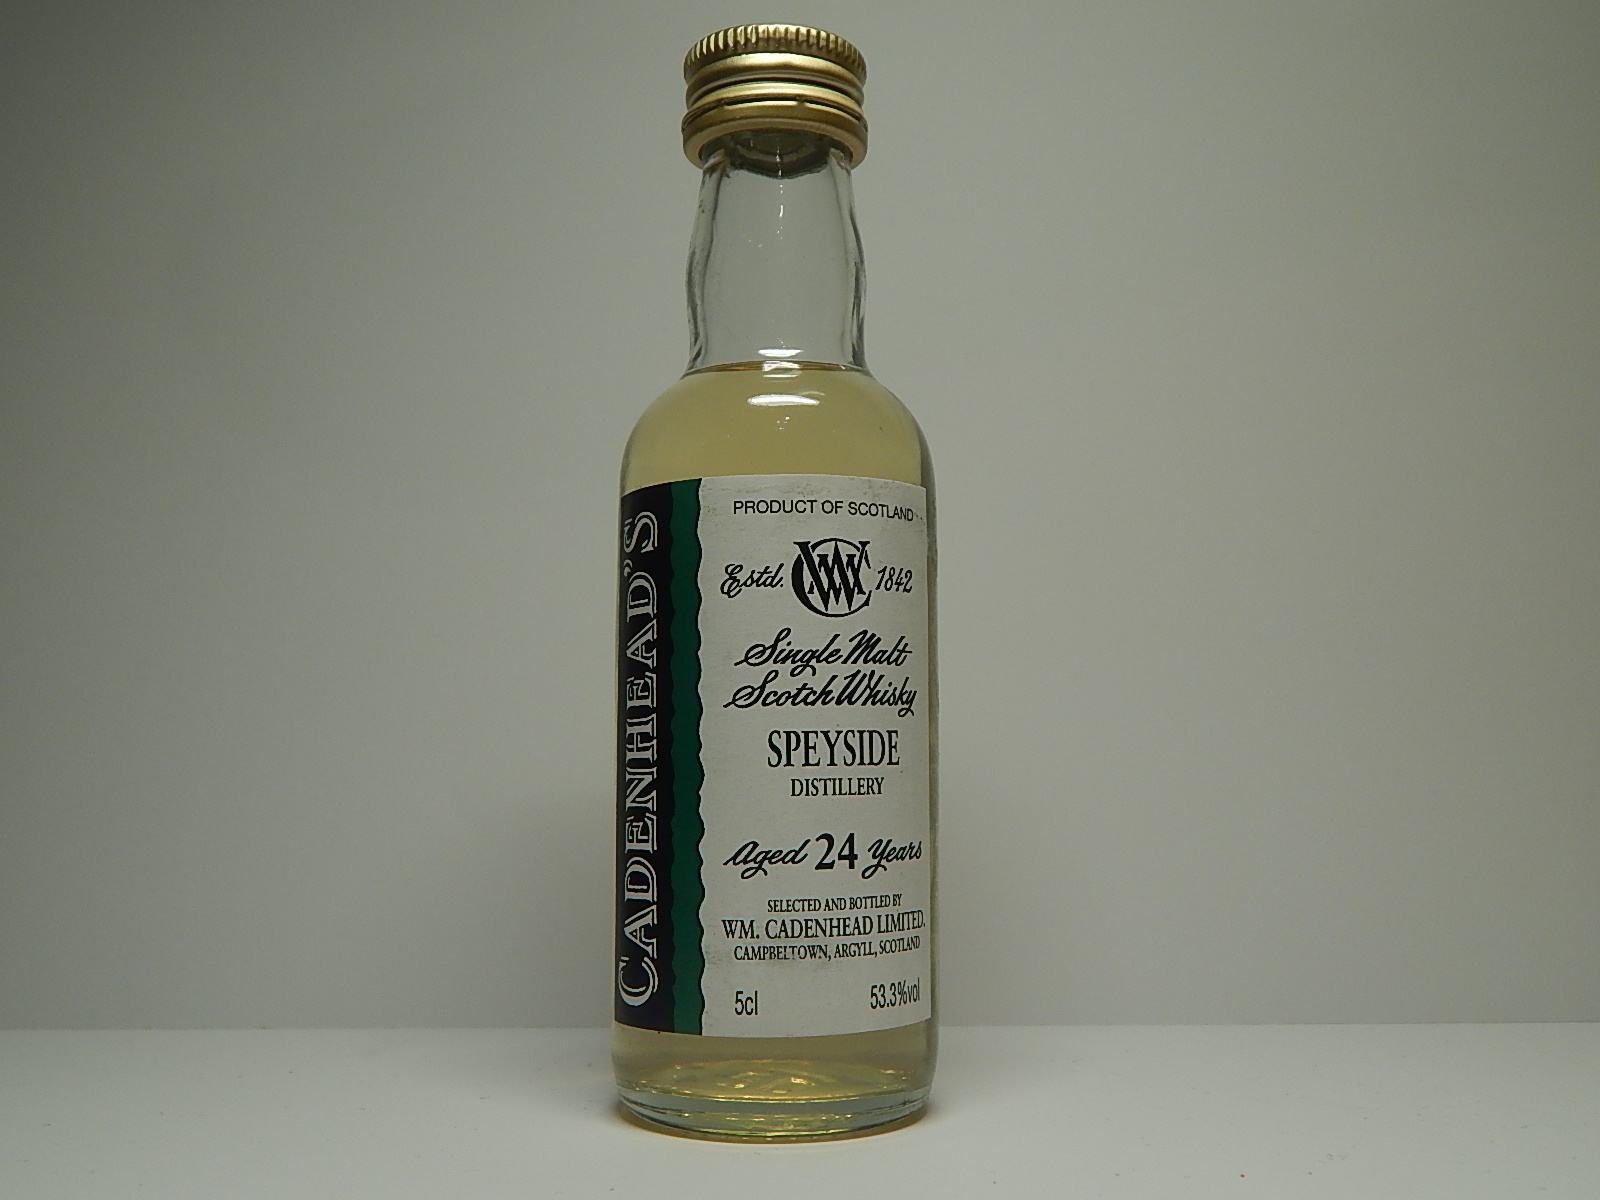 CADENHEAD'S
PRODUCT OF SCOTLAND
Estd. WC 1842
Single Malt
Scotch Whisky
SPEYSIDE
DISTILLERY
Aged 24 Years
SELECTED AND BOTTLED BY
WM. CADENHEAD LIMITED.
CAMPBELTOWN, ARGYLL, SCOTLAND
5cl 53.3%vol